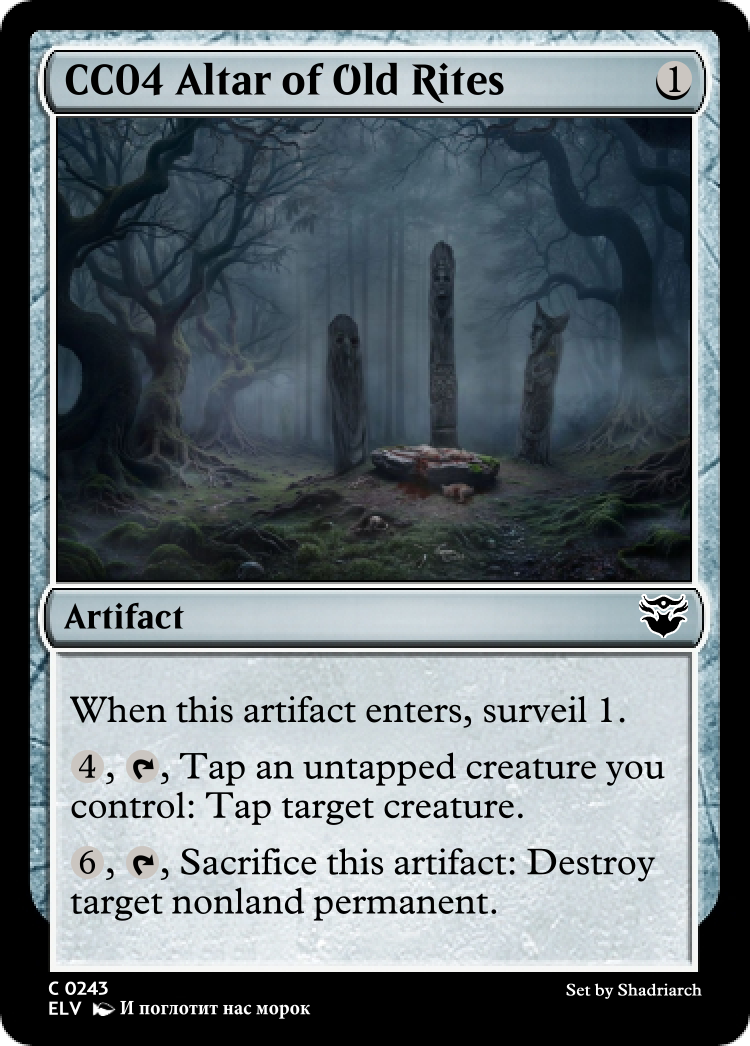 CC04 Altar of Old Rites 1
Artifact
When this artifact enters, surveil 1.
4, , Tap an untapped creature you
control: Tap target creature.
6, , Sacrifice this artifact: Destroy
target nonland permanent.
C 0243
ELV И поглотит нас морок
Set by Shadriarch